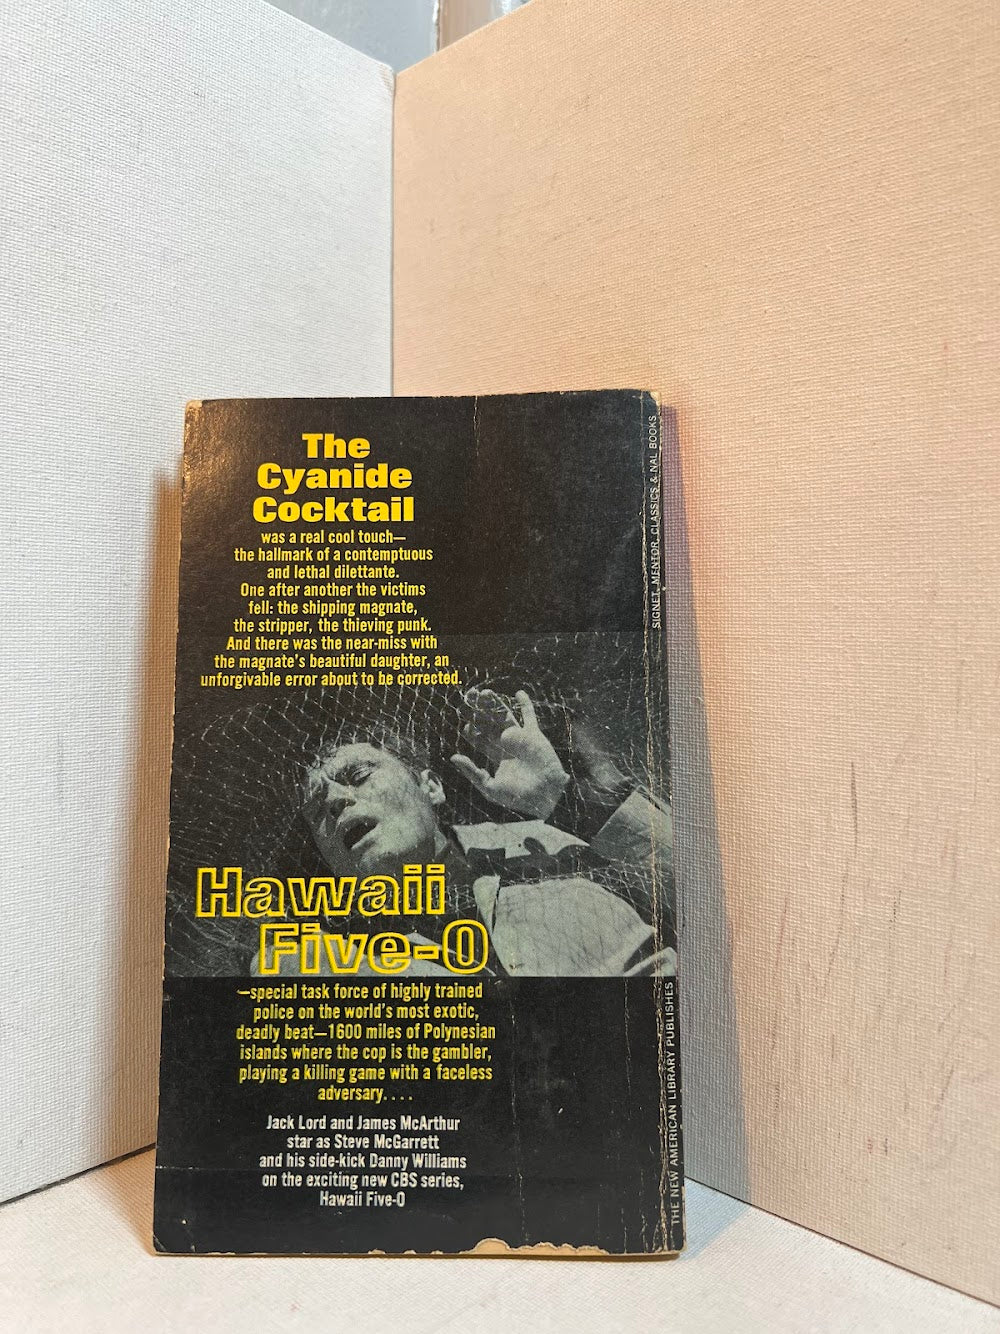 The
Cyanide
Cocktail
was a real cool touch—
the hallmark of a contemptuous
and lethal dilettante.
One after another the victims
fell: the shipping magnate,
the stripper, the thieving punk.
And there was the near-miss with
the magnate's beautiful daughter, an
unforgivable error about to be corrected.
Hawaii
Five-O
—special task force of highly trained
police on the world's most exotic,
deadly beat—1600 miles of Polynesian
islands where the cop is the gambler,
playing a killing game with a faceless
adversary....
Jack Lord and James McArthur
star as Steve McGarrett
and his side-kick Danny Williams
on the exciting new CBS series,
Hawaii Five-O
THE NEW AMERICAN LIBRARY PUBLISHES
SIGNET, MENTOR, CLASSICS & NAL BOOKS